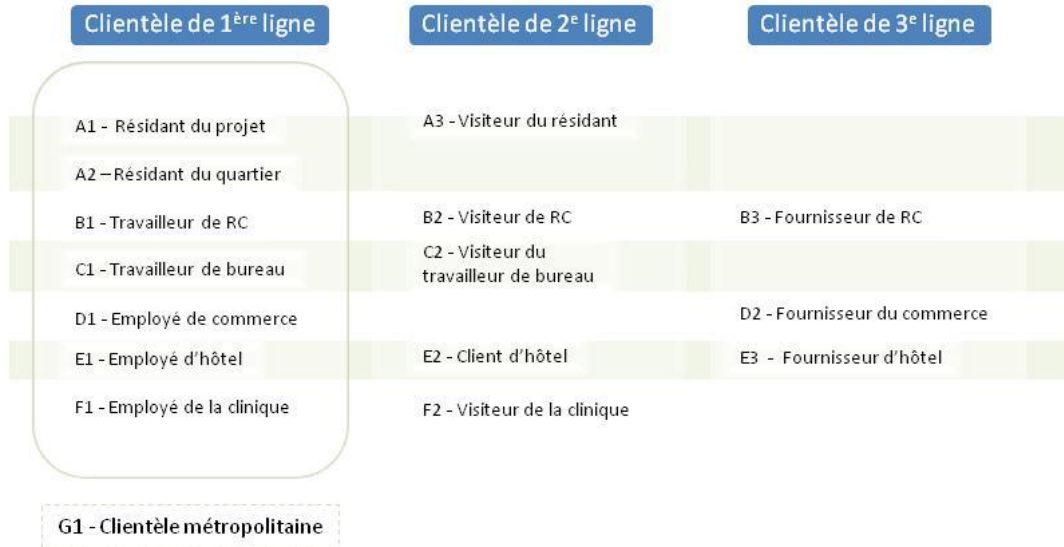 Clientèle de 1ère ligne
Clientèle de 2e ligne
Clientèle de 3e ligne
A1 - Résidant du projet
A3 - Visiteur du résidant
A2 – Résidant du quartier
B1 - Travailleur de RC
B2 - Visiteur de RC
B3 - Fournisseur de RC
C1 - Travailleur de bureau
C2 - Visiteur du
travailleur de bureau
D1 - Employé de commerce
D2 - Fournisseur du commerce
E1 - Employé d'hôtel
E2 - Client d'hôtel
E3 - Fournisseur d'hôtel
F1 - Employé de la clinique
F2 - Visiteur de la clinique
G1 - Clientèle métropolitaine